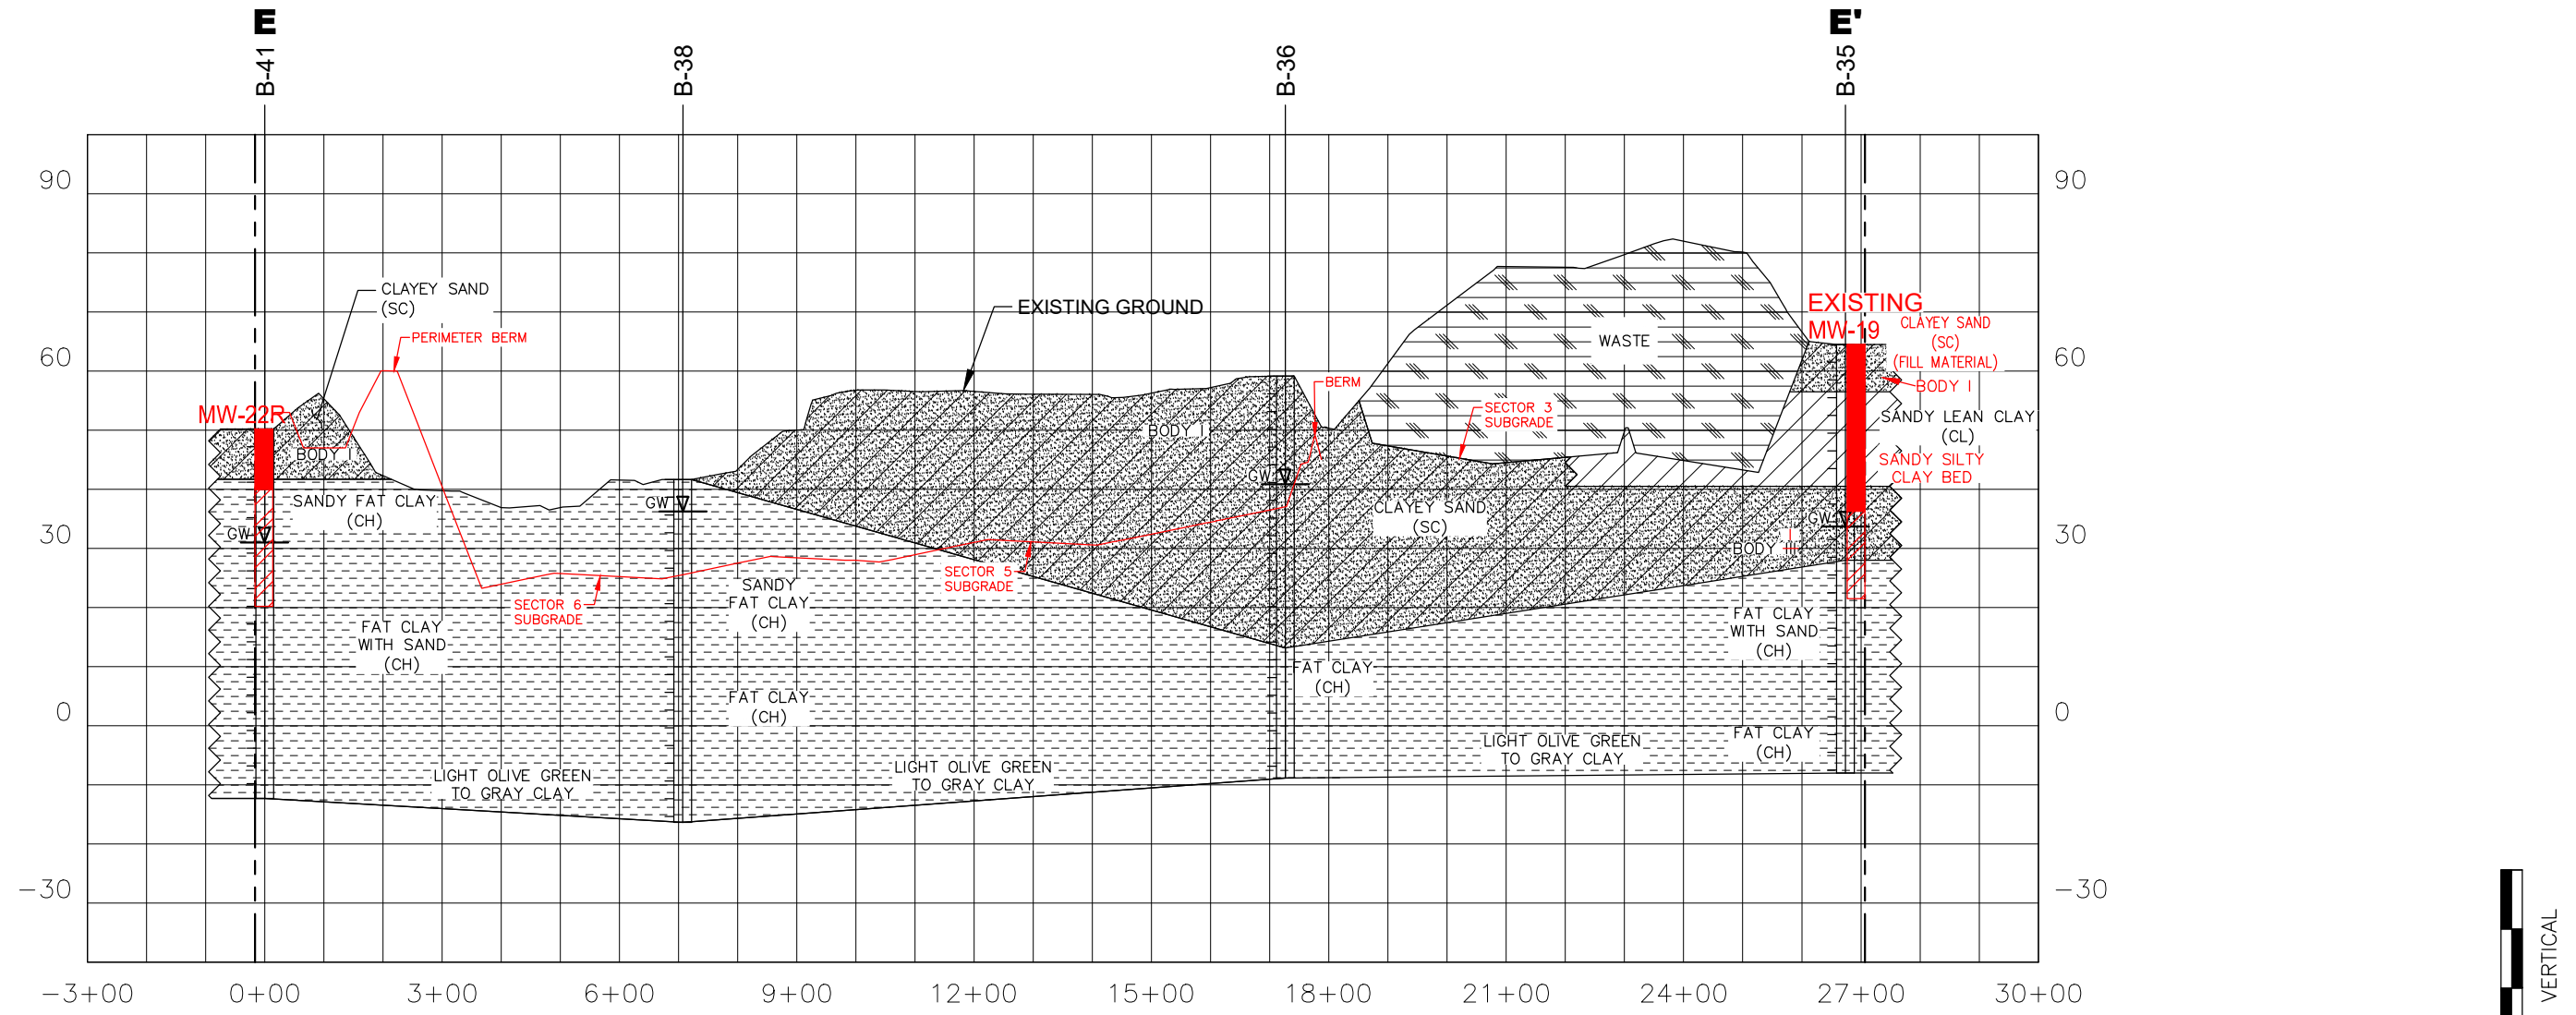 E
E'
B-41
B-38
B-36
B-35
90
90
CLAYEY SAND
(SC)
EXISTING GROUND
EXISTING
MW-19
CLAYEY SAND
(SC)
(FILL MATERIAL)
PERIMETER BERM
WASTE
60
60
BERM
BODY I
MW-22R
SECTOR 3
SUBGRADE
SANDY LEAN CLAY
(CL)
BODY I
BODY I
SANDY SILTY
CLAY BED
GW
SANDY FAT CLAY
(CH)
GW
CLAYEY SAND
(SC)
GW
GW
30
30
BODY II
I
SECTOR 5
SUBGRADE
SANDY
FAT CLAY
(CH)
SECTOR 6
SUBGRADE
FAT CLAY
WITH SAND
(CH)
FAT CLAY
WITH SAND
(CH)
FAT CLAY
(CH)
FAT CLAY
(CH)
0
0
FAT CLAY
(CH)
LIGHT OLIVE GREEN
TO GRAY CLAY
LIGHT OLIVE GREEN
TO GRAY CLAY
LIGHT OLIVE GREEN
TO GRAY CLAY
-30
-30
VERTICAL
-3+00
0+00
3+00
6+00
9+00
12+00
15+00
18+00
21+00
24+00
27+00
30+00